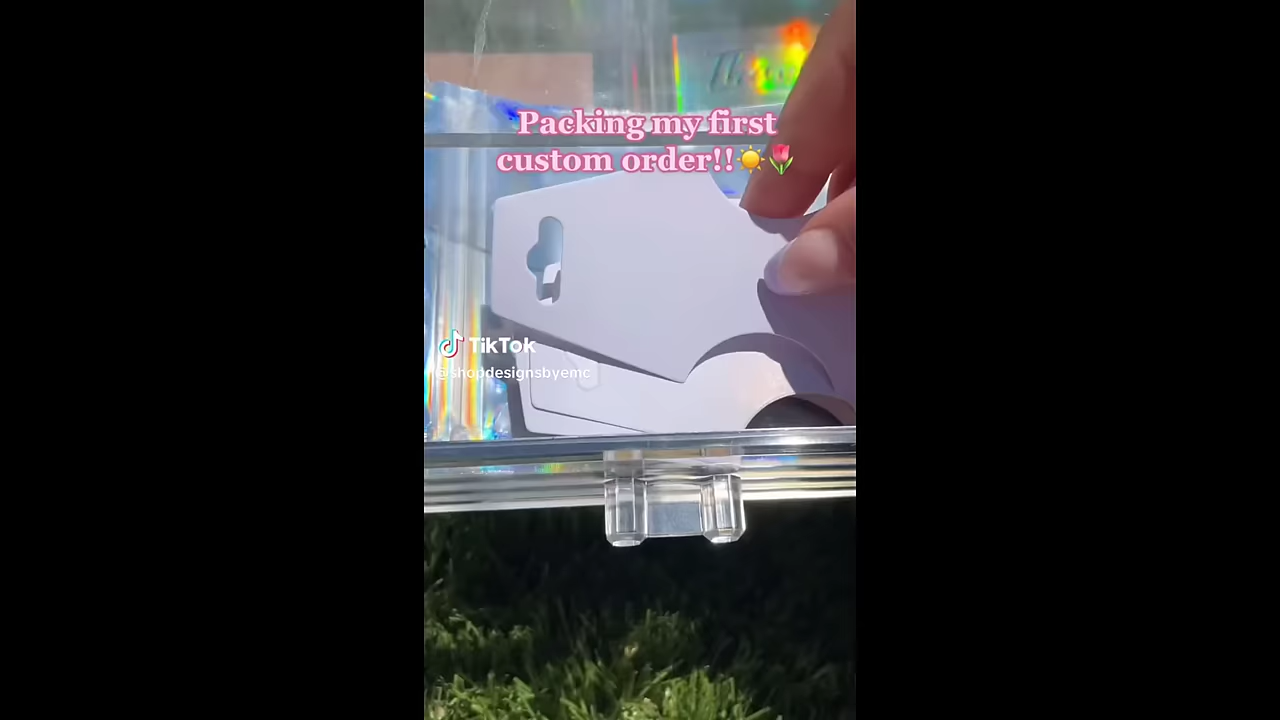 Packing my first
custom order!!☀️🌷
TikTok
@shopdesignsbyemc